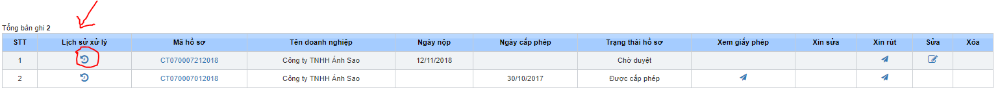 Tổng bản ghi 2
STT Lịch sử xử lý Mã hồ sơ Tên doanh nghiệp Ngày nộp Ngày cấp phép Trạng thái hồ sơ Xem giấy phép Xin sửa Xin rút Sửa Xóa
1 CT070007212018 Công ty TNHH Ánh Sao 12/11/2018 Chờ duyệt
2 CT070007012018 Công ty TNHH Ánh Sao 30/10/2017 Được cấp phép